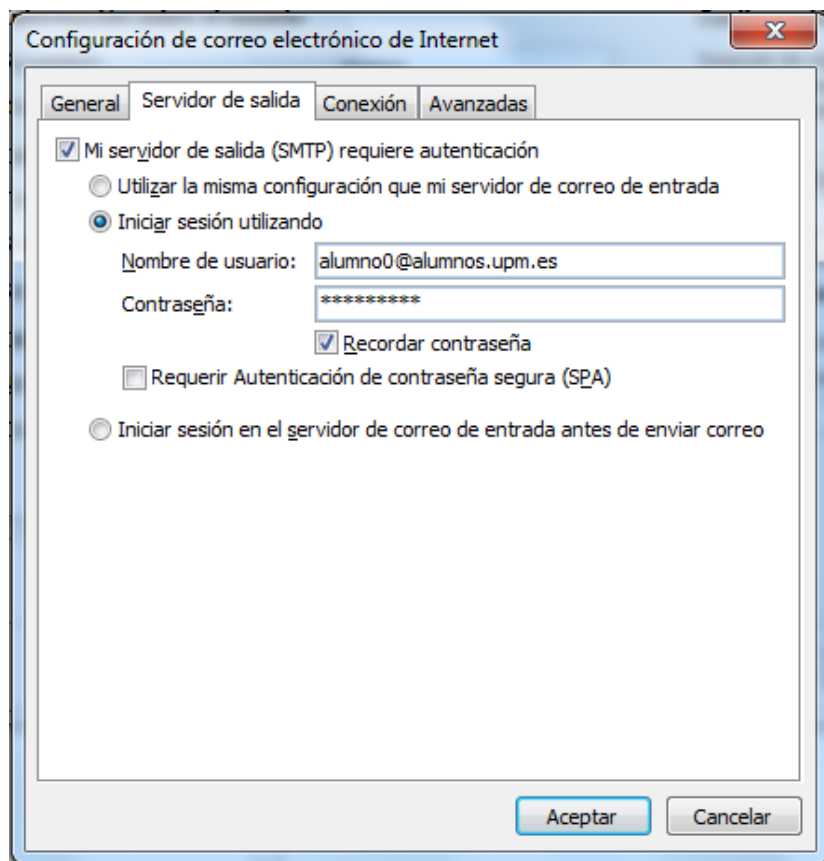 Configuración de correo electrónico de Internet
General Servidor de salida Conexión Avanzadas
Mi servidor de salida (SMTP) requiere autenticación
Utilizar la misma configuración que mi servidor de correo de entrada
Iniciar sesión utilizando
Nombre de usuario: alumno0@alumnos.upm.es
Contraseña: *********
Recordar contraseña
Requerir Autenticación de contraseña segura (SPA)
Iniciar sesión en el servidor de correo de entrada antes de enviar correo
Aceptar Cancelar